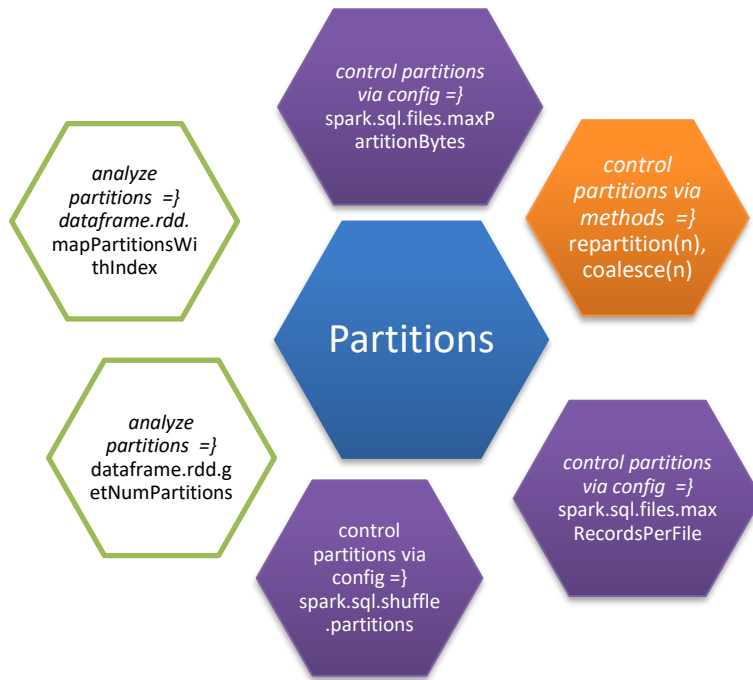 control partitions
via config =}
spark.sql.files.maxP
artitionBytes
analyze
partitions =}
dataframe.rdd.
mapPartitionsWi
thIndex
control
partitions via
methods =}
repartition(n),
coalesce(n)
Partitions
analyze
partitions =}
dataframe.rdd.g
etNumPartitions
control partitions
via config =}
spark.sql.files.max
RecordsPerFile
control
partitions via
config =}
spark.sql.shuffle
.partitions